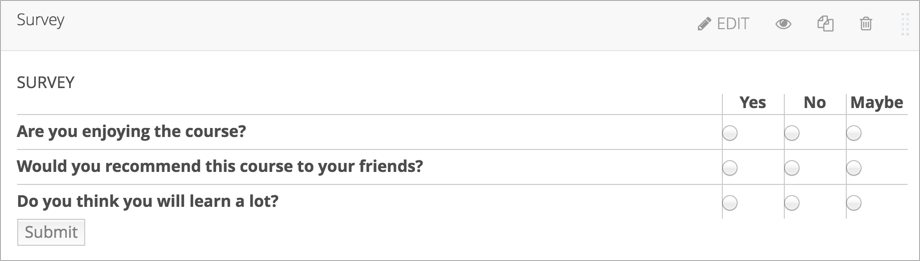 Survey EDIT
SURVEY
Yes No Maybe
Are you enjoying the course?
Would you recommend this course to your friends?
Do you think you will learn a lot?
Submit